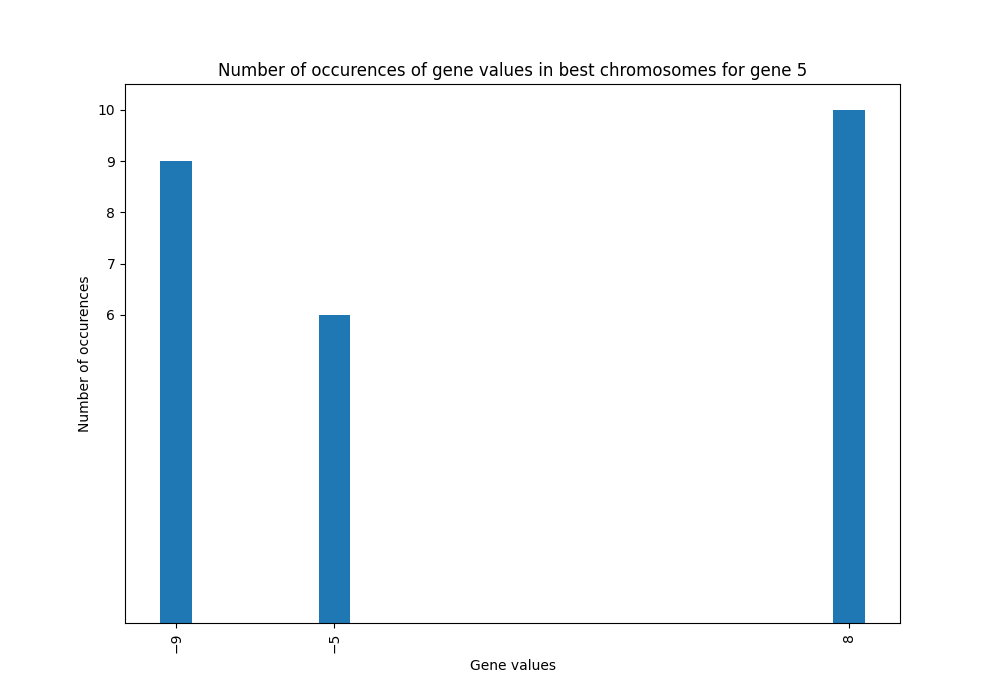 Number of occurences of gene values in best chromosomes for gene 5
10
9
8
7
6
Number of occurences
−9
−5
8
Gene values